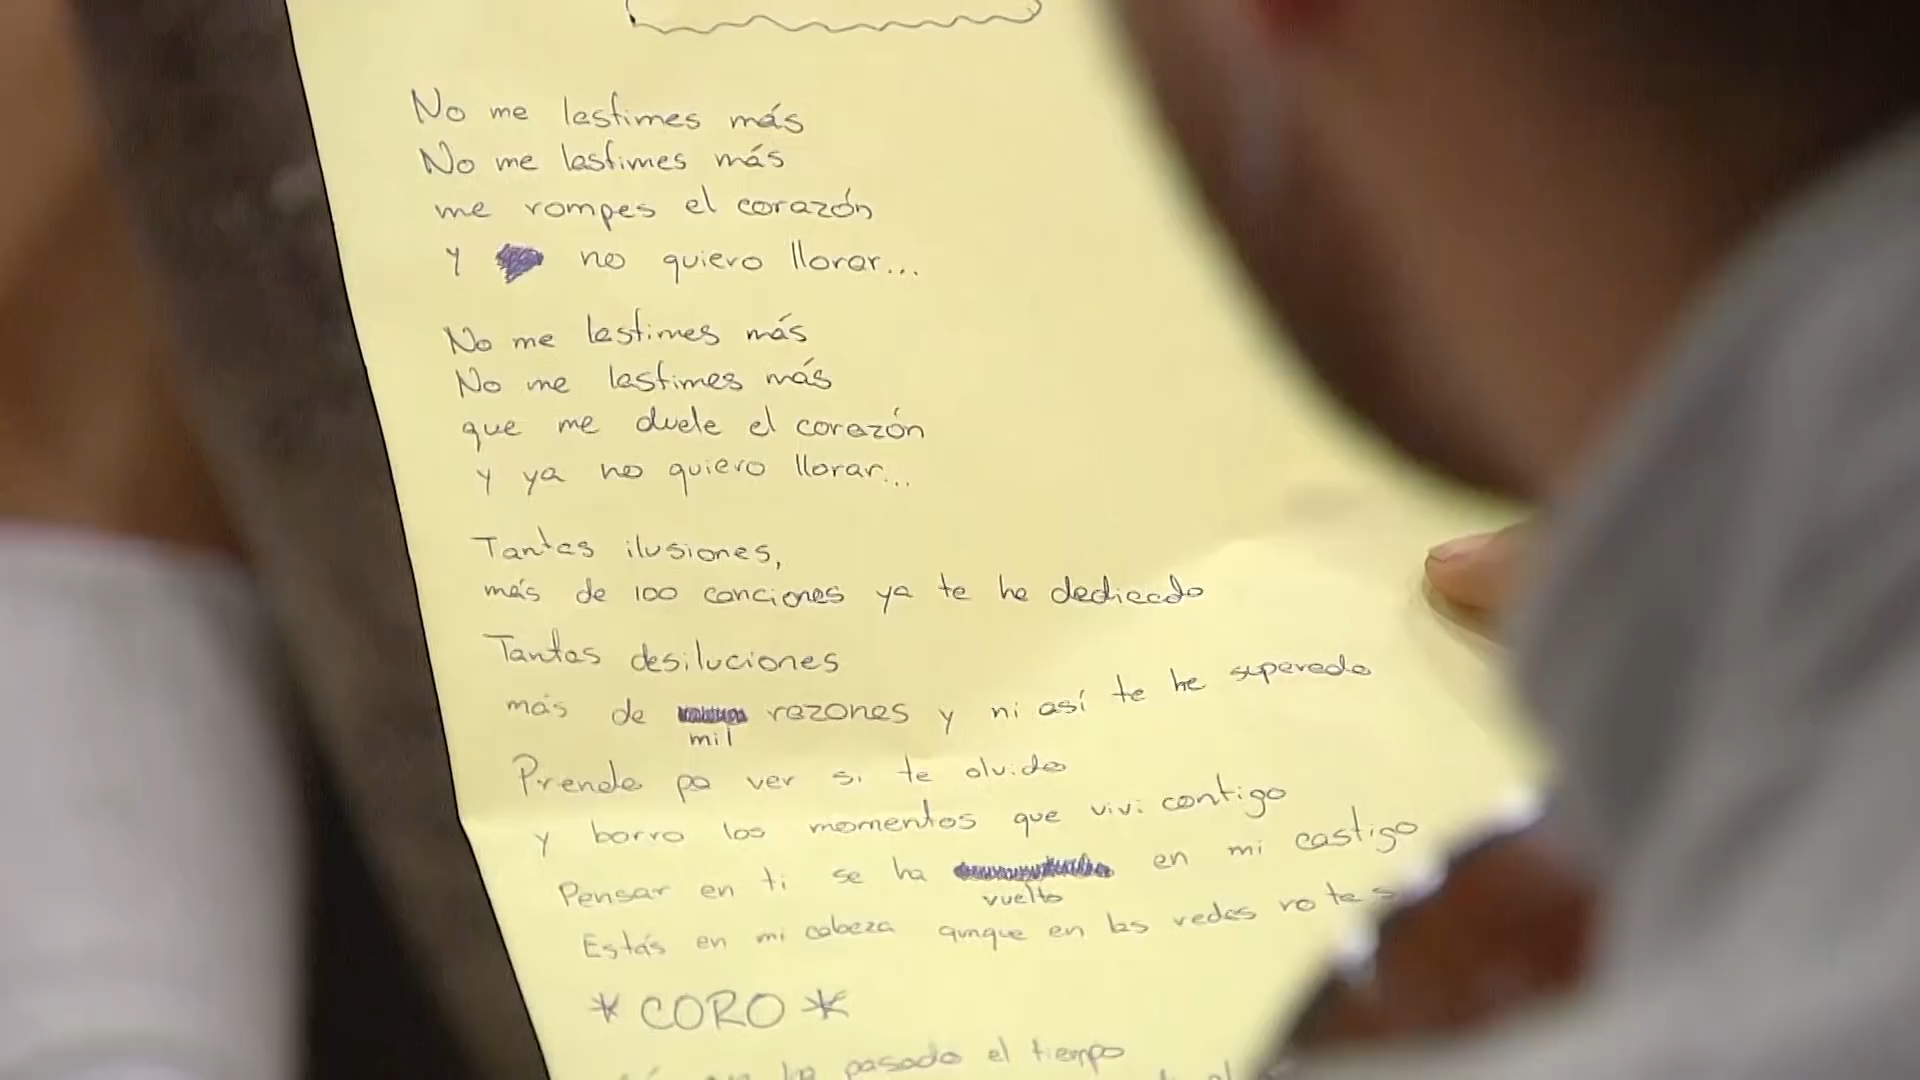 No me lastimes más
No me lastimes más
me rompes el corazón
y no quiero llorar...
No me lastimes más
No me lastimes más
que me duele el corazón
y ya no quiero llorar...
Tantas ilusiones,
más de 100 canciones ya te he dedicado
Tantas desiluciones
más de razones y ni así te he superado
mil
Prendo pa ver si te olvido
y borro los momentos que viví contigo
Pensar en ti se ha en mi castigo
vuelto
Estás en mi cabeza aunque en las redes no te
*CORO*
ha pasado el tiempo